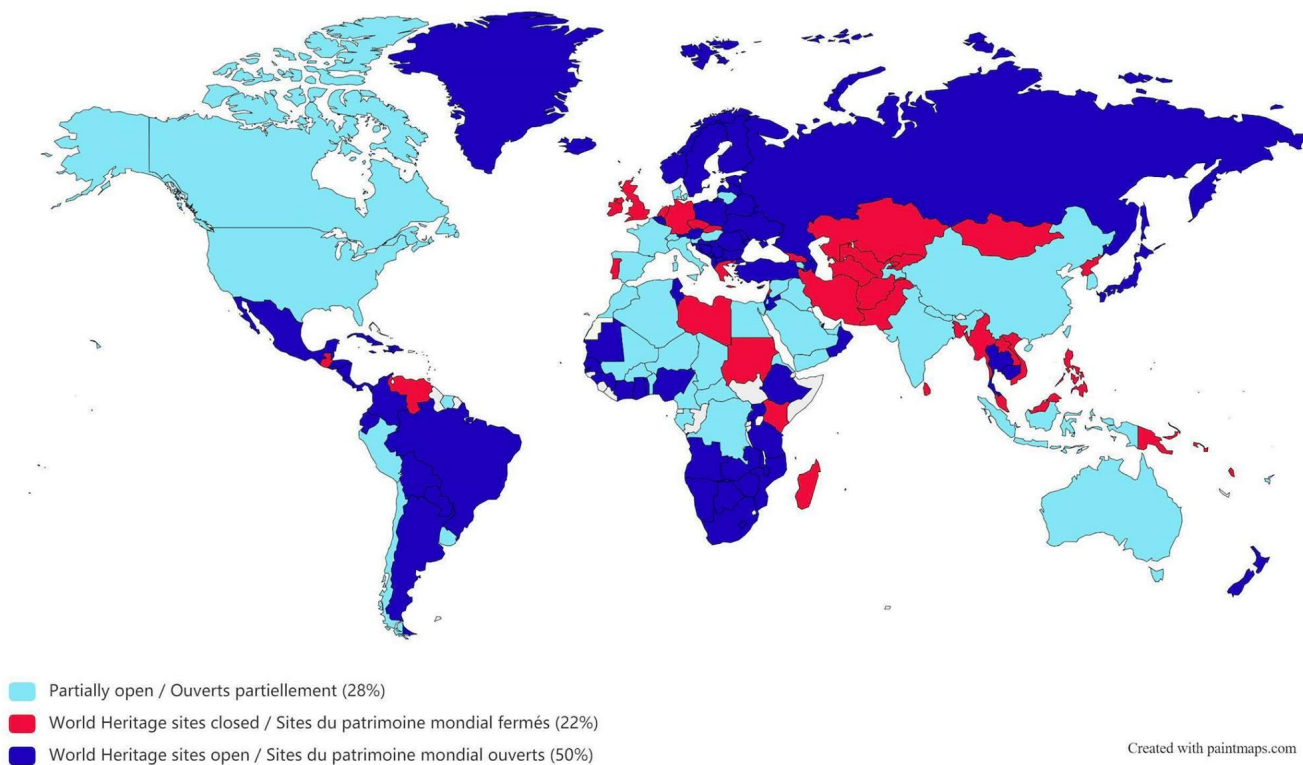 Partially open / Ouverts partiellement (28%)
World Heritage sites closed / Sites du patrimoine mondial fermés (22%)
World Heritage sites open / Sites du patrimoine mondial ouverts (50%)
Created with paintmaps.com